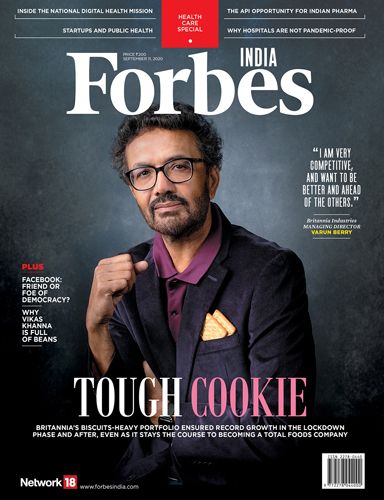 INSIDE THE NATIONAL DIGITAL HEALTH MISSION
STARTUPS AND PUBLIC HEALTH
HEALTH
CARE
SPECIAL
THE API OPPORTUNITY FOR INDIAN PHARMA
WHY HOSPITALS ARE NOT PANDEMIC-PROOF
PRICE ₹200
SEPTEMBER 11, 2020
INDIA
Forbes
“I AM VERY
COMPETITIVE,
AND WANT TO BE
BETTER AND AHEAD
OF THE OTHERS.”
Britannia Industries
MANAGING DIRECTOR
VARUN BERRY
PLUS
FACEBOOK:
FRIEND OR
FOE OF
DEMOCRACY?
WHY
VIKAS
KHANNA
IS FULL
OF BEANS
TOUGH COOKIE
BRITANNIA'S BISCUITS-HEAVY PORTFOLIO ENSURED RECORD GROWTH IN THE LOCKDOWN
PHASE AND AFTER, EVEN AS IT STAYS THE COURSE TO BECOMING A TOTAL FOODS COMPANY
Network 18
www.forbesindia.com